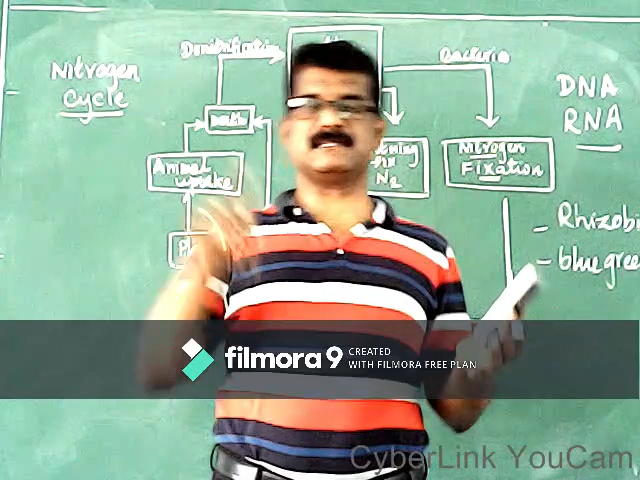 Nitrogen
Cycle
Denitrification
Bacteria
DNA
RNA
Death
Animal
uptake
fix
N2
Nitrogen
Fixation
- Rhizobi
- blue gree
filmora 9
CREATED
WITH FILMORA FREE PLAN
CyberLink YouCam